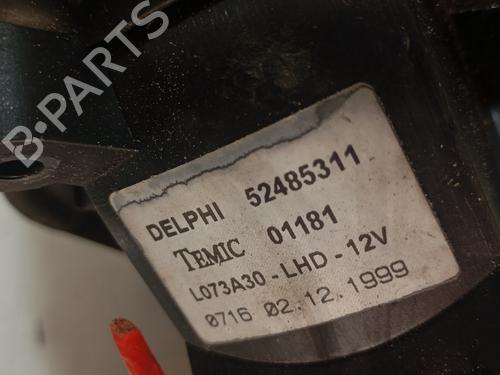 B-PARTS
DELPHI 52485311
TEMIC 01181
L073A30-LHD-12V
0716 02.12.1999